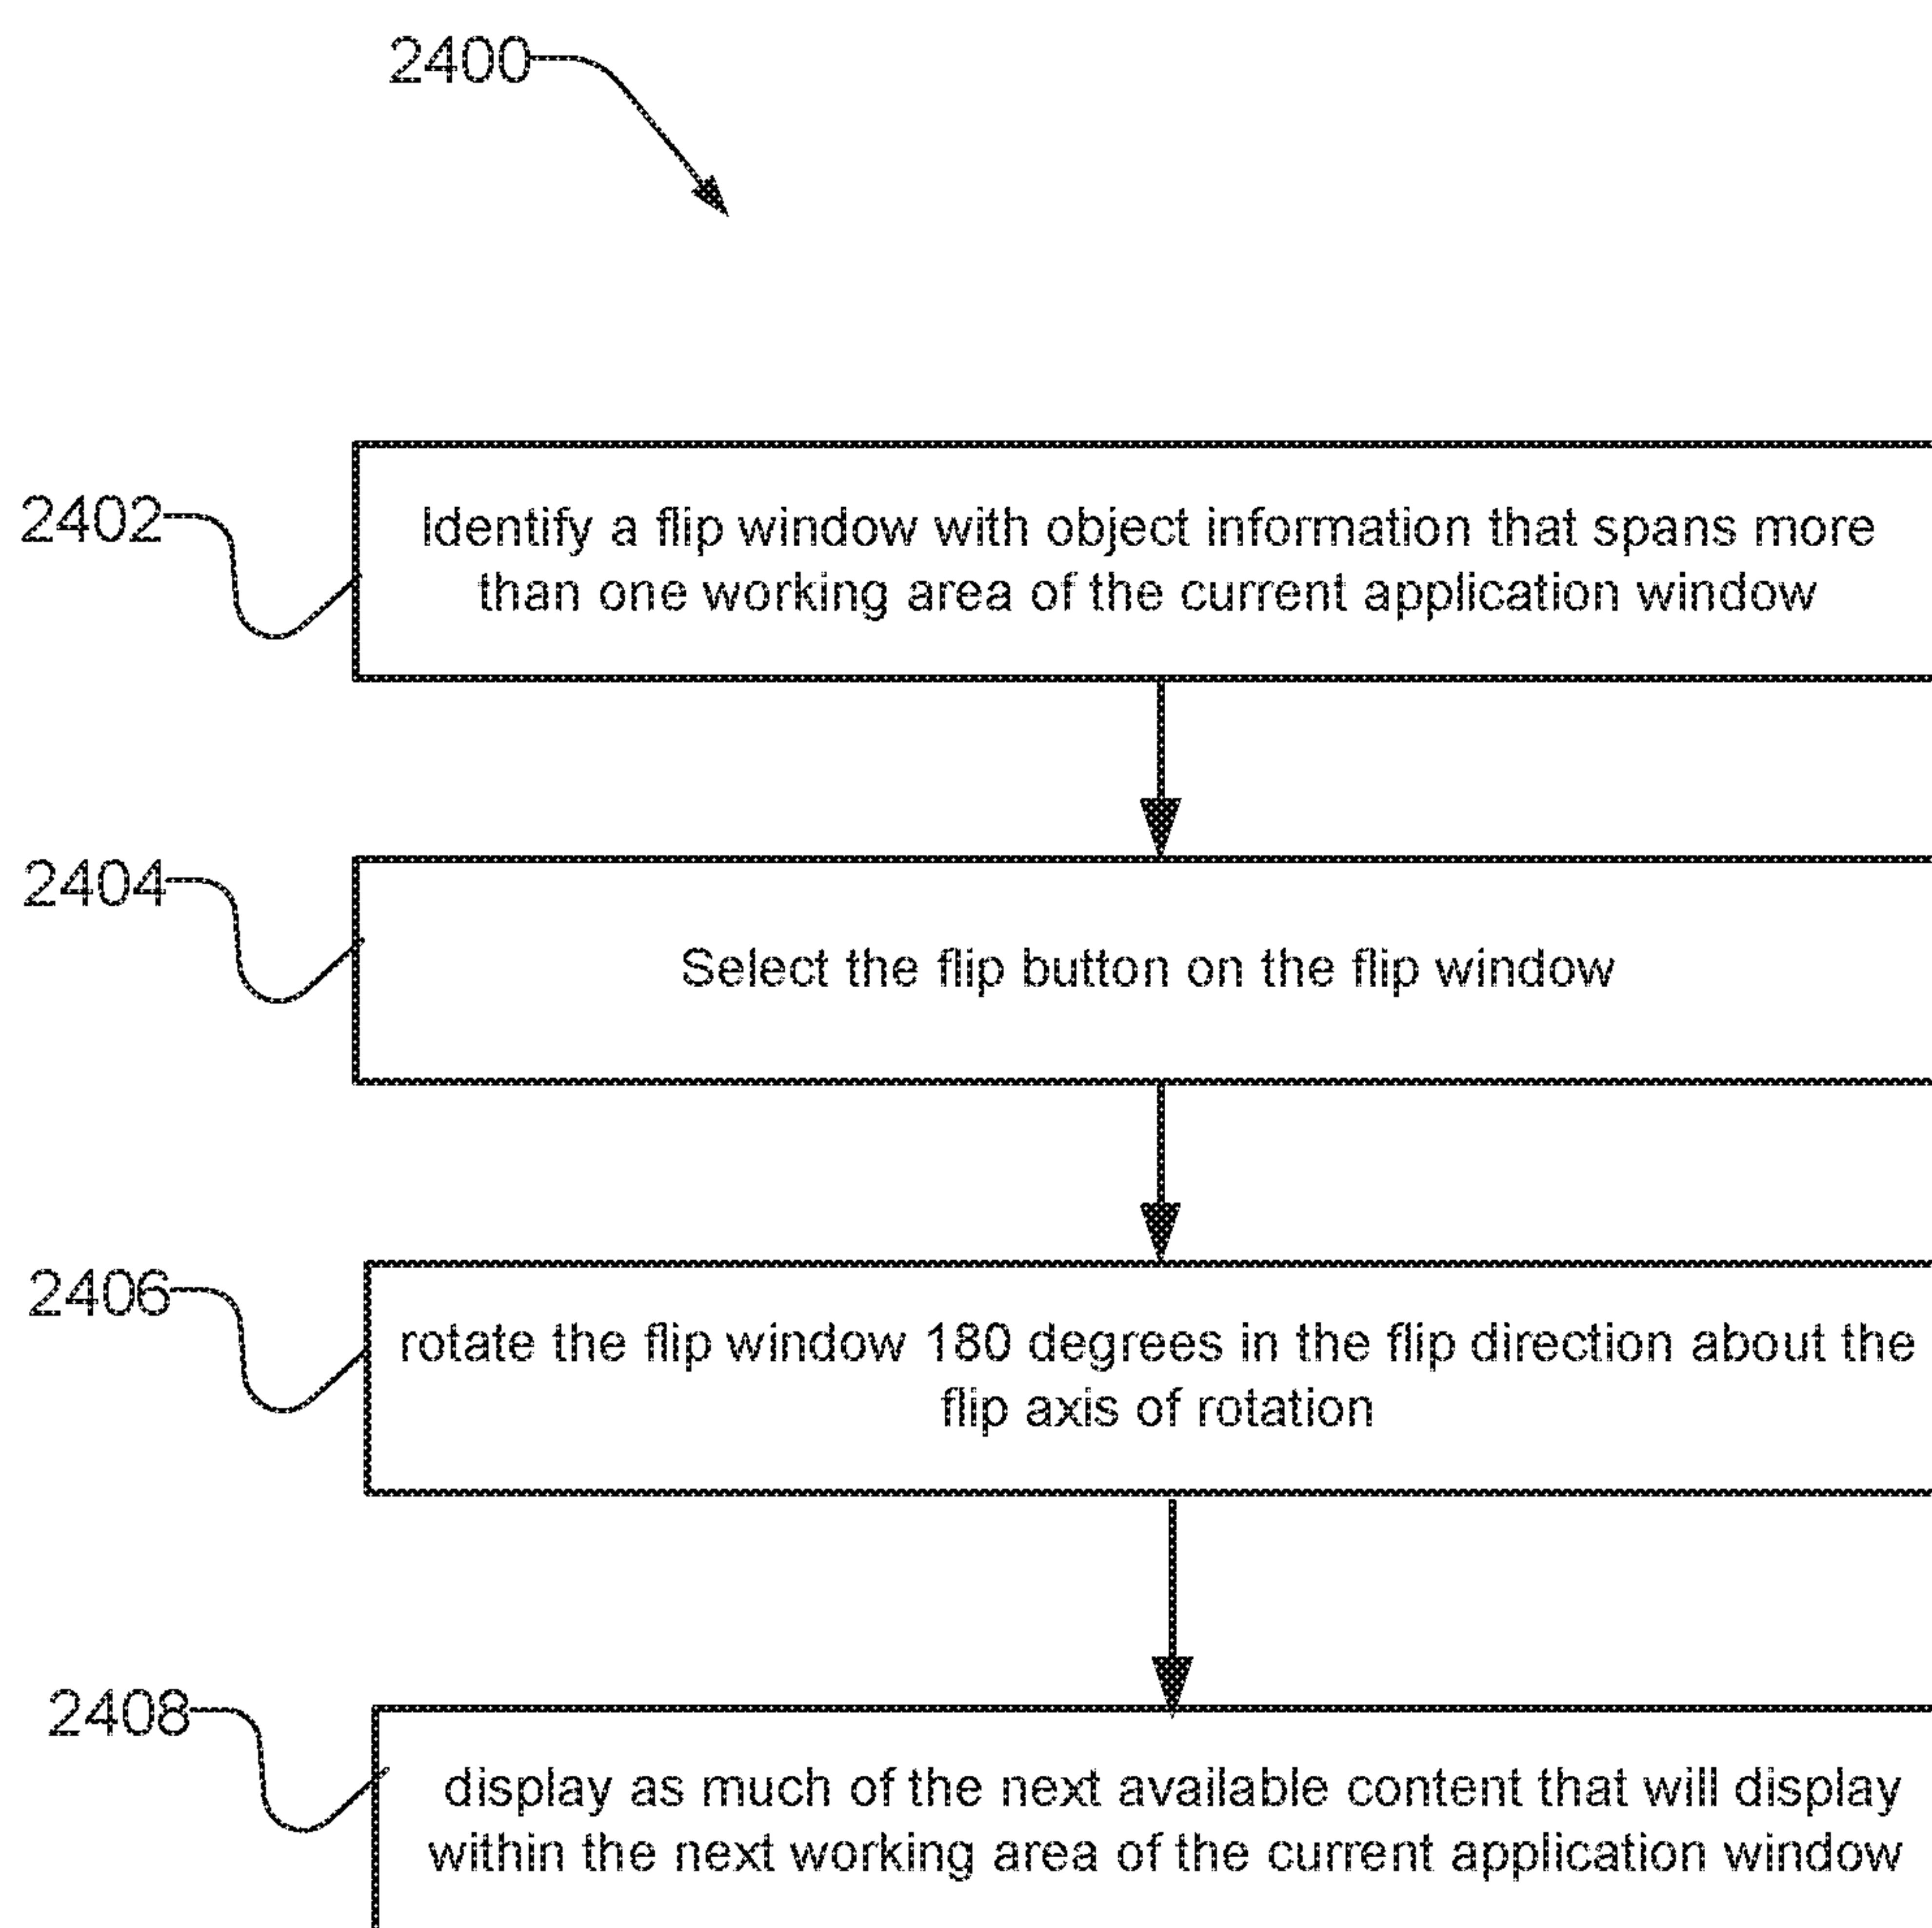 2400
2402
Identify a flip window with object information that spans more
than one working area of the current application window
2404
Select the flip button on the flip window
2406
rotate the flip window 180 degrees in the flip direction about the
flip axis of rotation
2408
display as much of the next available content that will display
within the next working area of the current application window